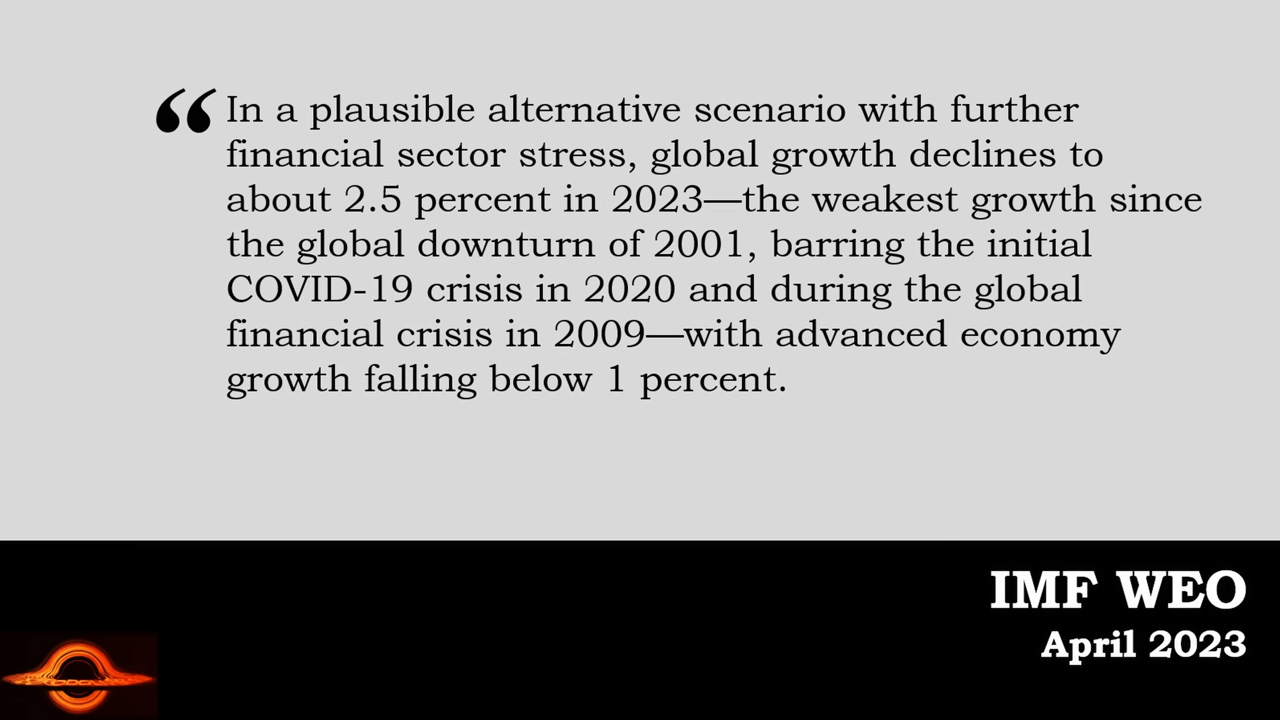 “In a plausible alternative scenario with further
financial sector stress, global growth declines to
about 2.5 percent in 2023—the weakest growth since
the global downturn of 2001, barring the initial
COVID-19 crisis in 2020 and during the global
financial crisis in 2009—with advanced economy
growth falling below 1 percent.
IMF WEO
April 2023